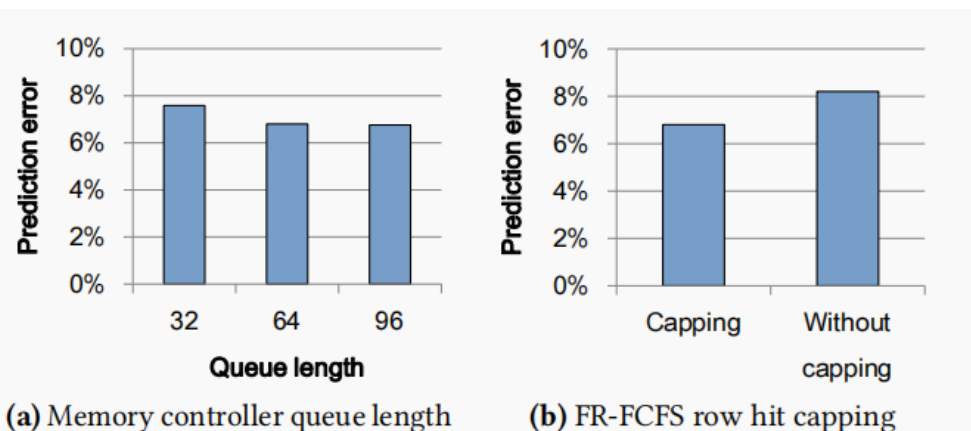 10%
8%
6%
4%
2%
0%
Prediction error
32 64 96
Queue length
(a) Memory controller queue length
10%
8%
6%
4%
2%
0%
Prediction error
Capping Without
capping
(b) FR-FCFS row hit capping